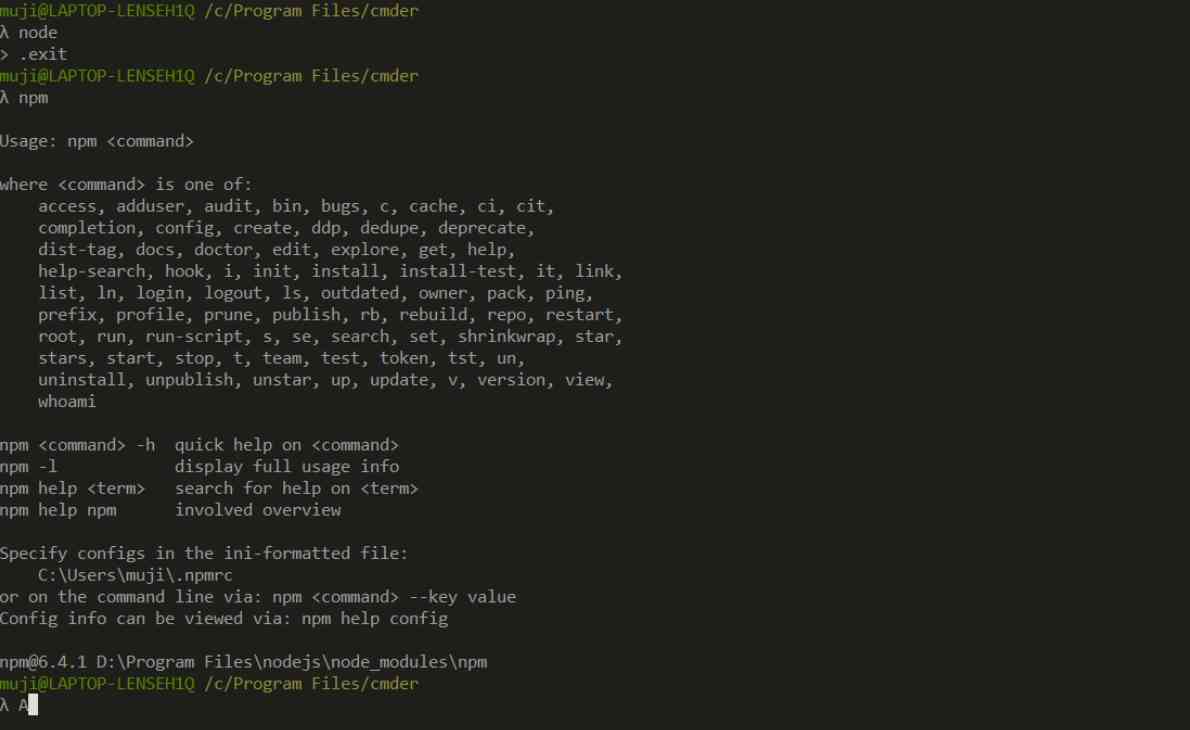 muji@LAPTOP-LENSEH1Q /c/Program Files/cmder
λ node
> .exit
muji@LAPTOP-LENSEH1Q /c/Program Files/cmder
λ npm
Usage: npm <command>
where <command> is one of:
    access, adduser, audit, bin, bugs, c, cache, ci, cit,
    completion, config, create, ddp, dedupe, deprecate,
    dist-tag, docs, doctor, edit, explore, get, help,
    help-search, hook, i, init, install, install-test, it, link,
    list, ln, login, logout, ls, outdated, owner, pack, ping,
    prefix, profile, prune, publish, rb, rebuild, repo, restart,
    root, run, run-script, s, se, search, set, shrinkwrap, star,
    stars, start, stop, t, team, test, token, tst, un,
    uninstall, unpublish, unstar, up, update, v, version, view,
    whoami
npm <command> -h  quick help on <command>
npm -l            display full usage info
npm help <term>   search for help on <term>
npm help npm      involved overview
Specify configs in the ini-formatted file:
    C:\Users\muji\.npmrc
or on the command line via: npm <command> --key value
Config info can be viewed via: npm help config
npm@6.4.1 D:\Program Files\nodejs\node_modules\npm
muji@LAPTOP-LENSEH1Q /c/Program Files/cmder
λ A